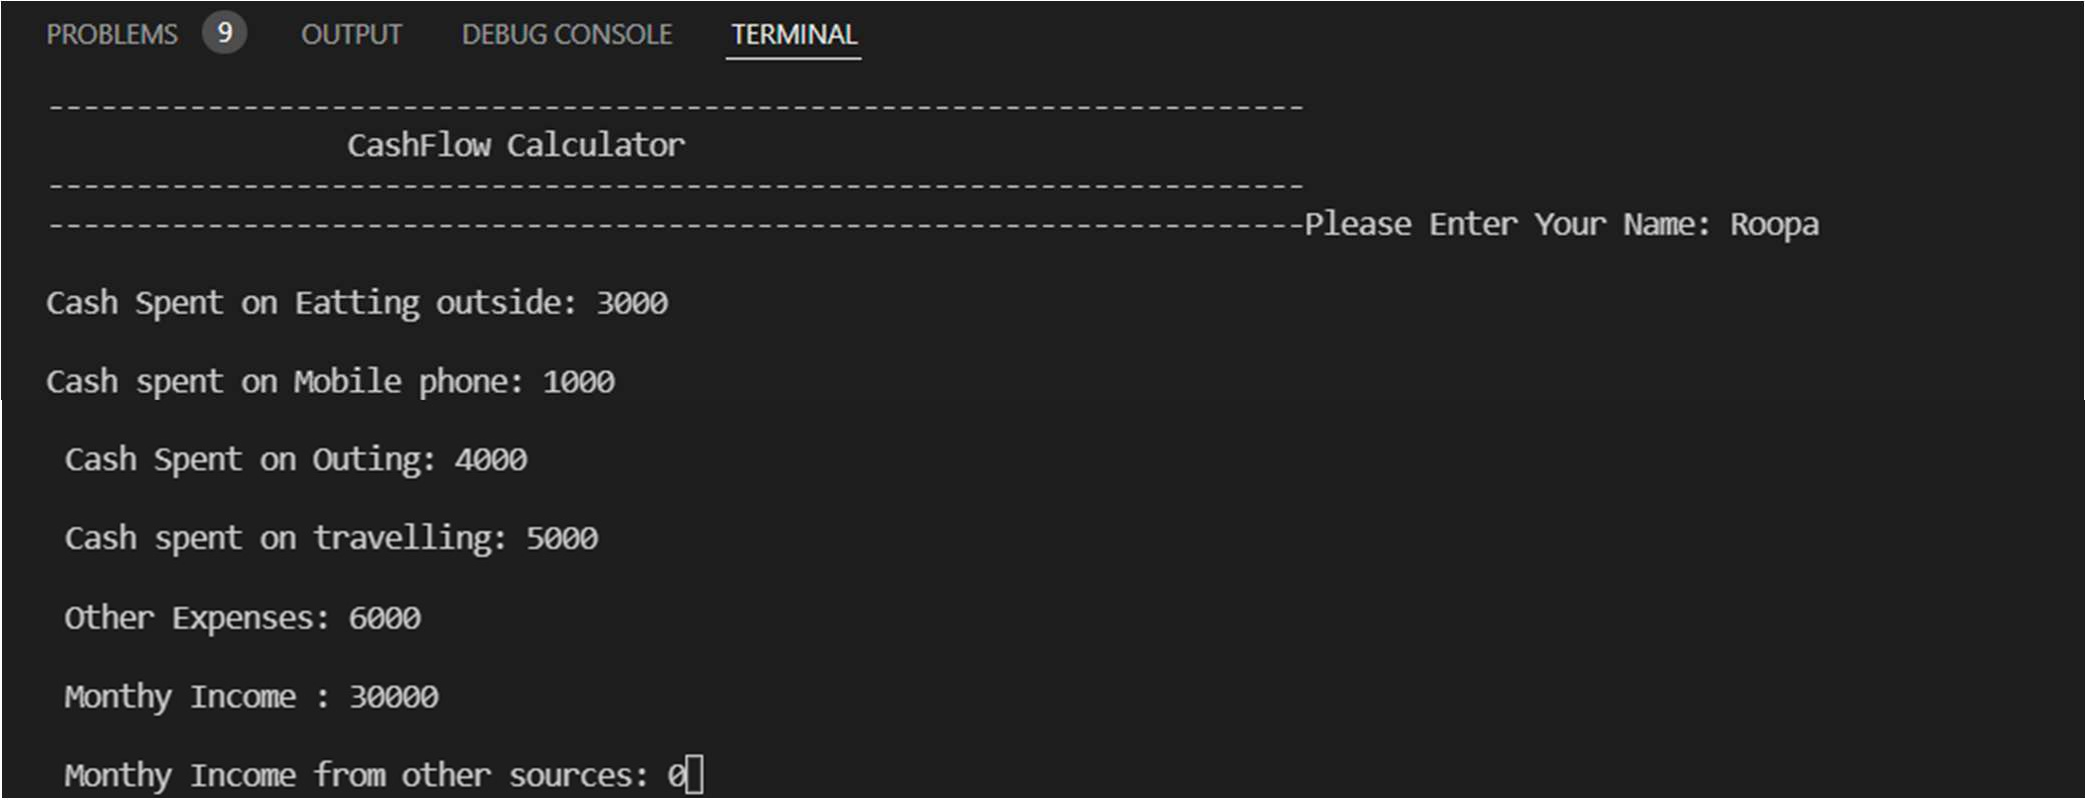 PROBLEMS 9 OUTPUT DEBUG CONSOLE TERMINAL
-----------------------------------------------------------------------
CashFlow Calculator
-----------------------------------------------------------------------
-----------------------------------------------------------------------Please Enter Your Name: Roopa
Cash Spent on Eatting outside: 3000
Cash spent on Mobile phone: 1000
Cash Spent on Outing: 4000
Cash spent on travelling: 5000
Other Expenses: 6000
Monthy Income : 30000
Monthy Income from other sources: 0